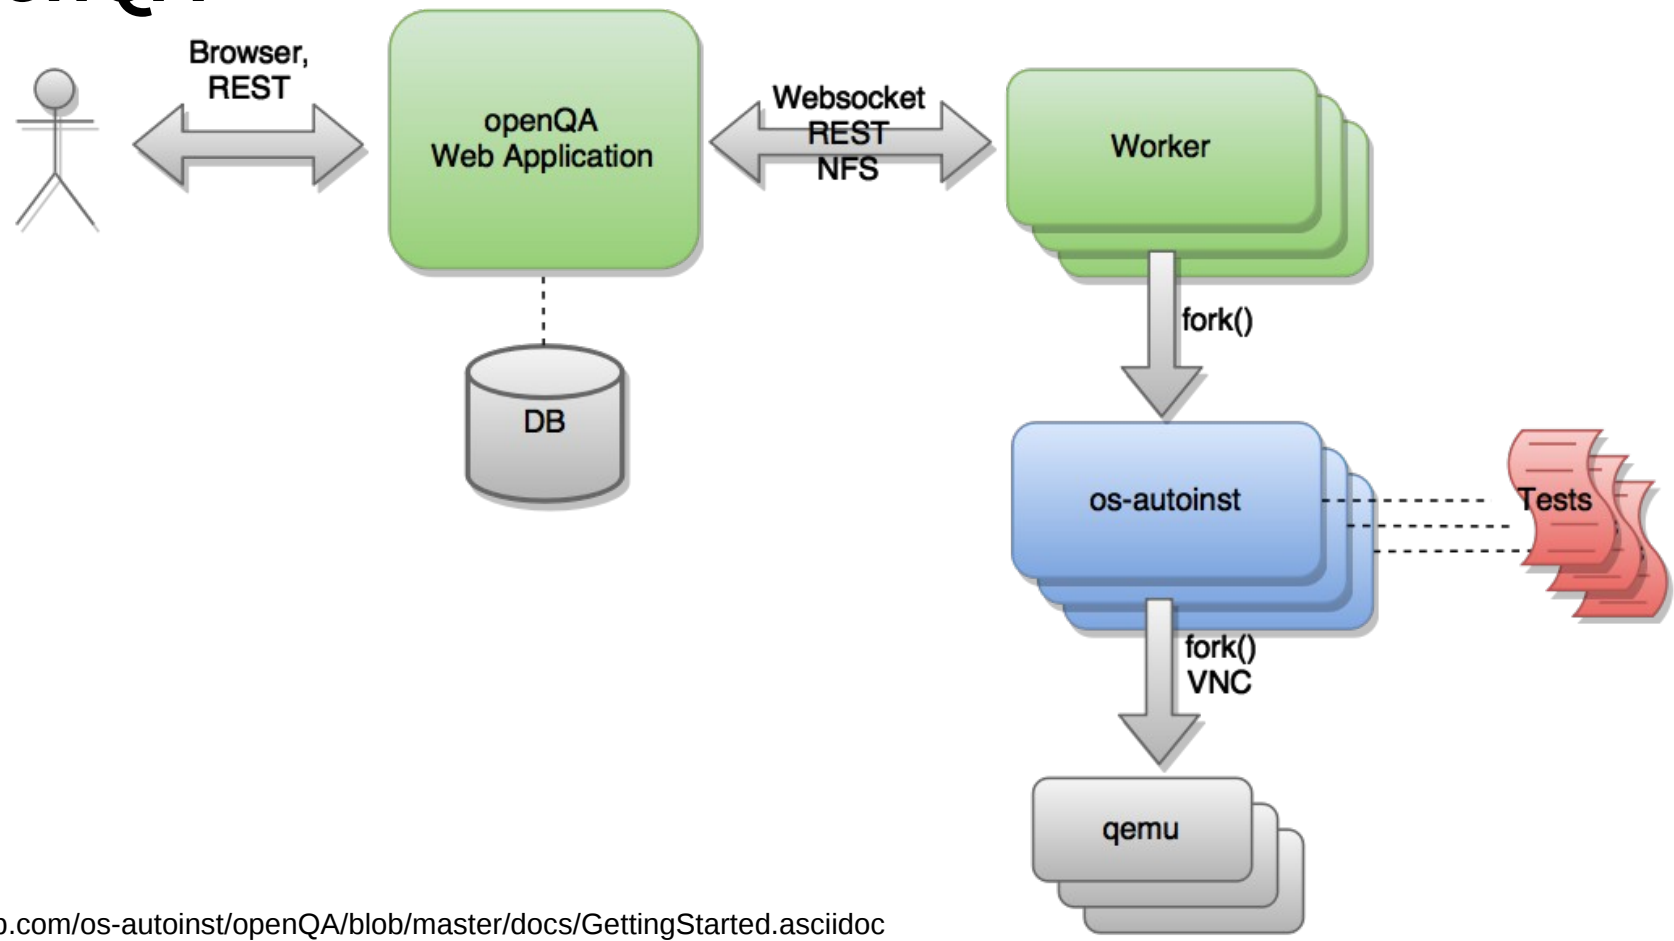 Browser,
REST
openQA
Web Application
Websocket
REST
NFS
Worker
fork()
DB
os-autoinst
Tests
fork()
VNC
qemu
.com/os-autoinst/openQA/blob/master/docs/GettingStarted.asciidoc